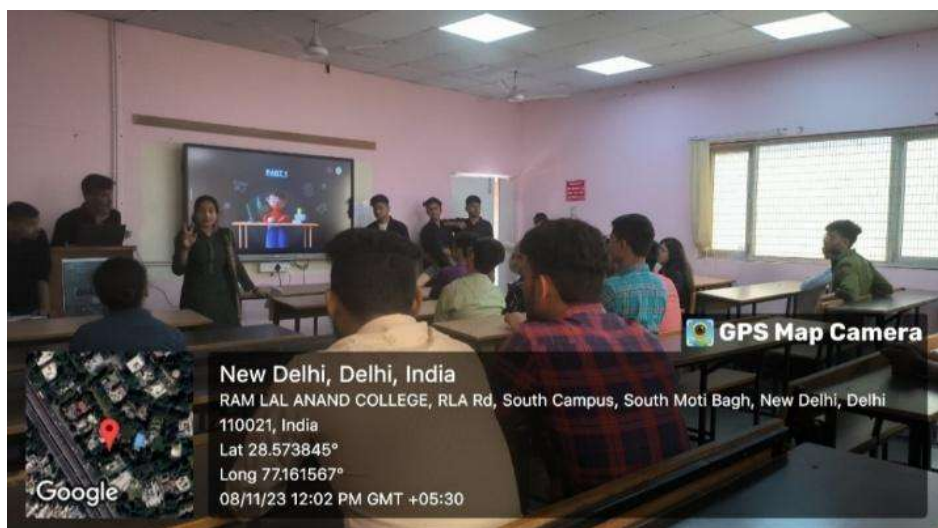 PART 1
GPS Map Camera
New Delhi, Delhi, India
RAM LAL ANAND COLLEGE, RLA Rd, South Campus, South Moti Bagh, New Delhi, Delhi
110021, India
Lat 28.573845°
Long 77.161567°
08/11/23 12:02 PM GMT +05:30
Google